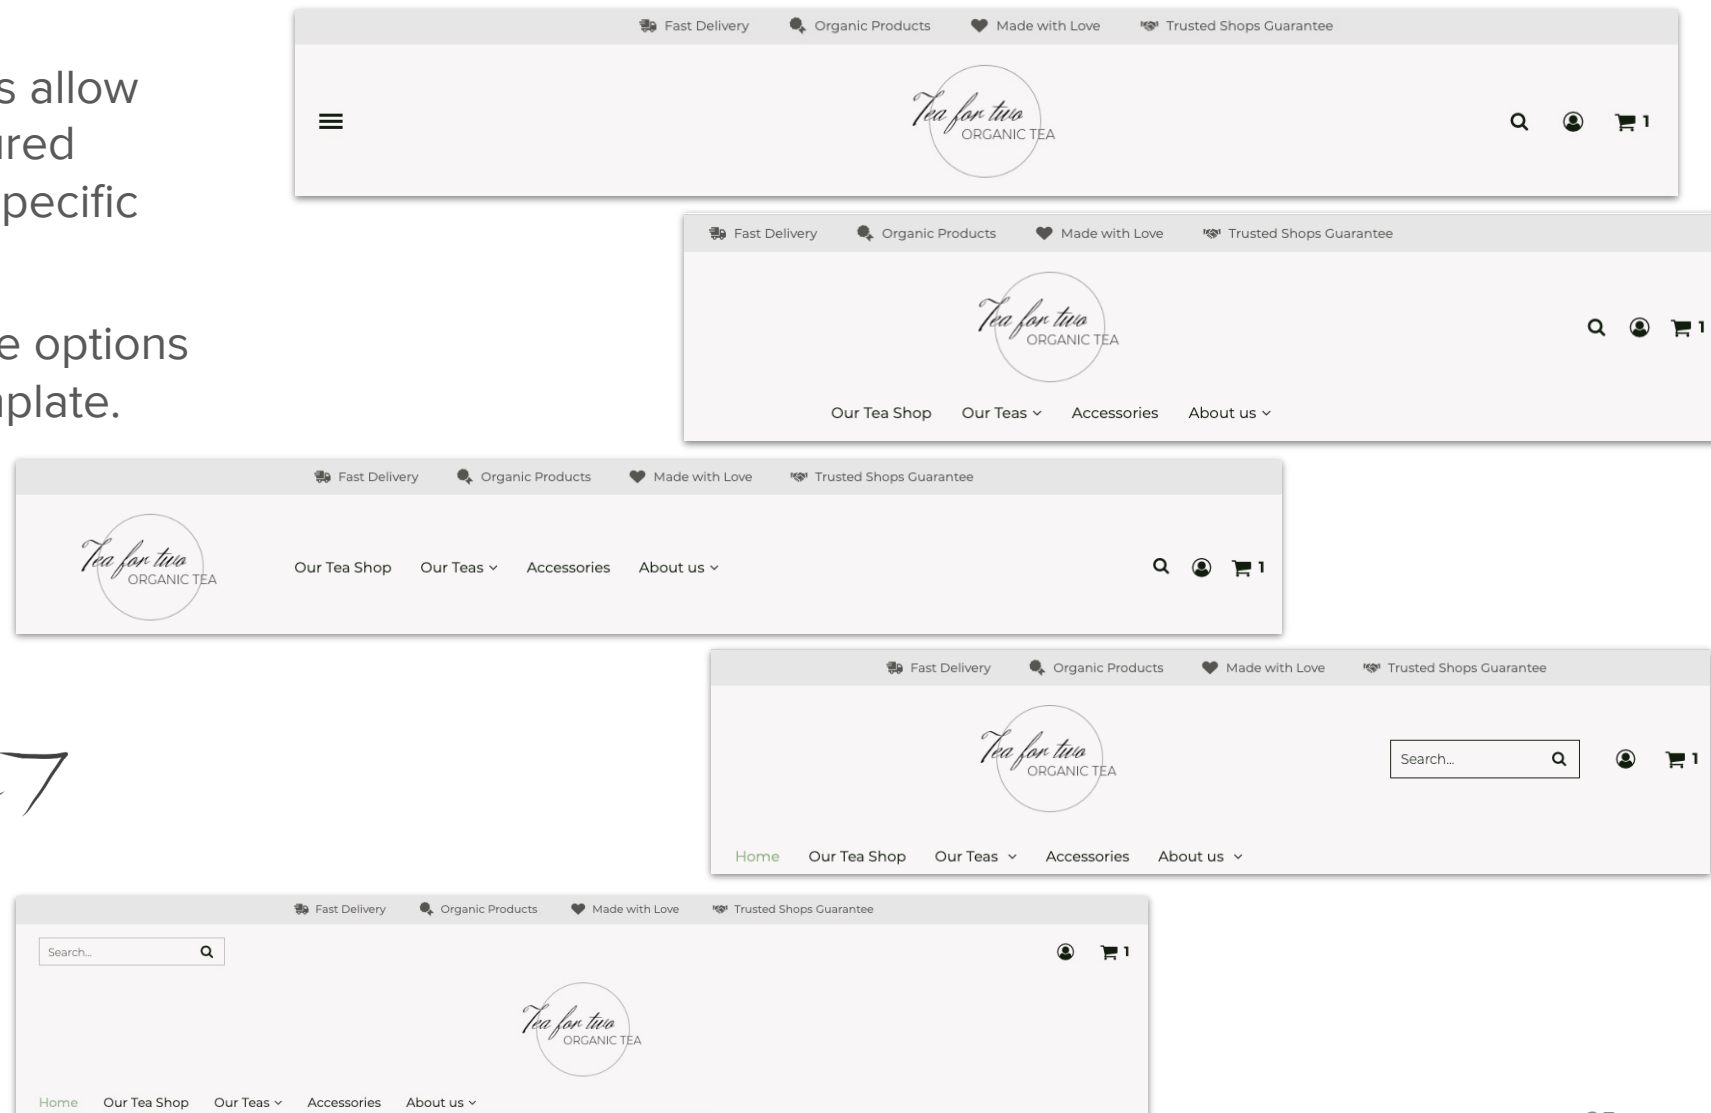 s allow
red
pecific
e options
plate.
Fast Delivery Organic Products Made with Love Trusted Shops Guarantee
Tea for two
ORGANIC TEA
1
Fast Delivery Organic Products Made with Love Trusted Shops Guarantee
Tea for two
ORGANIC TEA
1
Our Tea Shop Our Teas Accessories About us
Fast Delivery Organic Products Made with Love Trusted Shops Guarantee
Tea for two
ORGANIC TEA
Our Tea Shop Our Teas Accessories About us
1
Fast Delivery Organic Products Made with Love Trusted Shops Guarantee
Tea for two
ORGANIC TEA
Search... 1
Home Our Tea Shop Our Teas Accessories About us
Fast Delivery Organic Products Made with Love Trusted Shops Guarantee
Search... 1
Tea for two
ORGANIC TEA
Home Our Tea Shop Our Teas Accessories About us